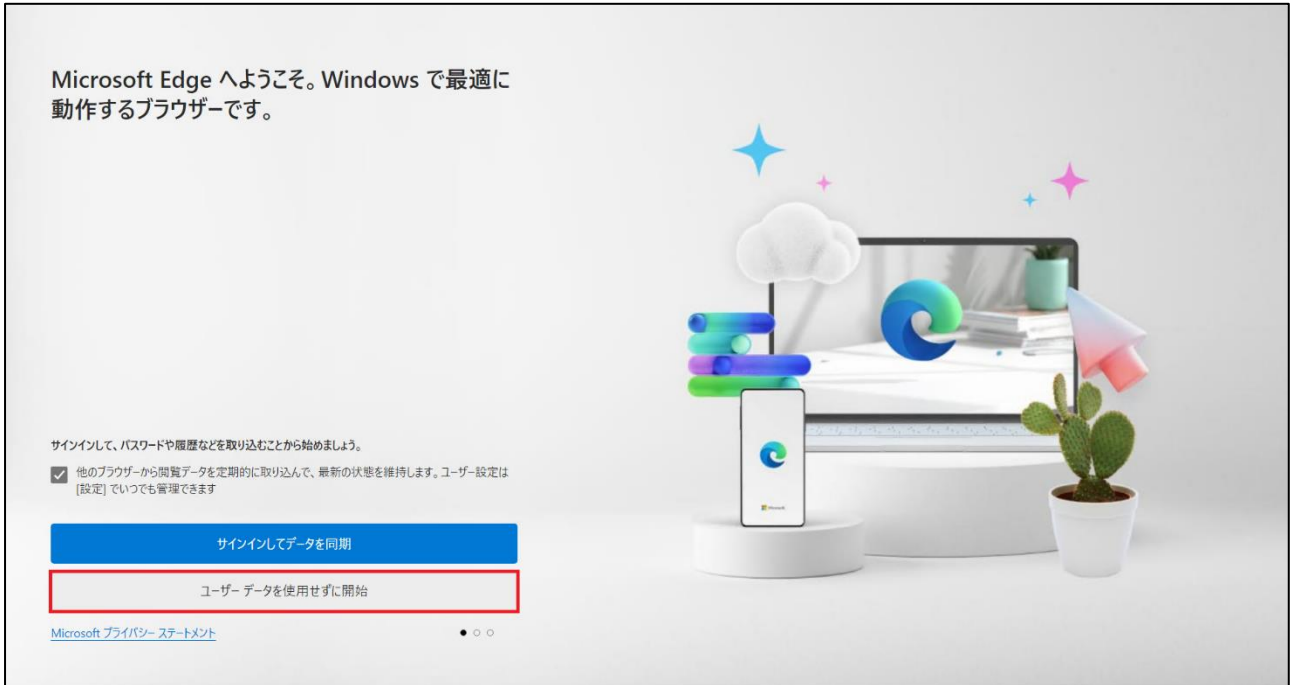 Microsoft Edge へようこそ。Windows で最適に
動作するブラウザーです。
サインインして、パスワードや履歴などを取り込むことから始めましょう。
他のブラウザーから閲覧データを定期的に取り込んで、最新の状態を維持します。ユーザー設定は
[設定] でいつでも管理できます
サインインしてデータを同期
ユーザー データを使用せずに開始
Microsoft プライバシー ステートメント
Microsoft